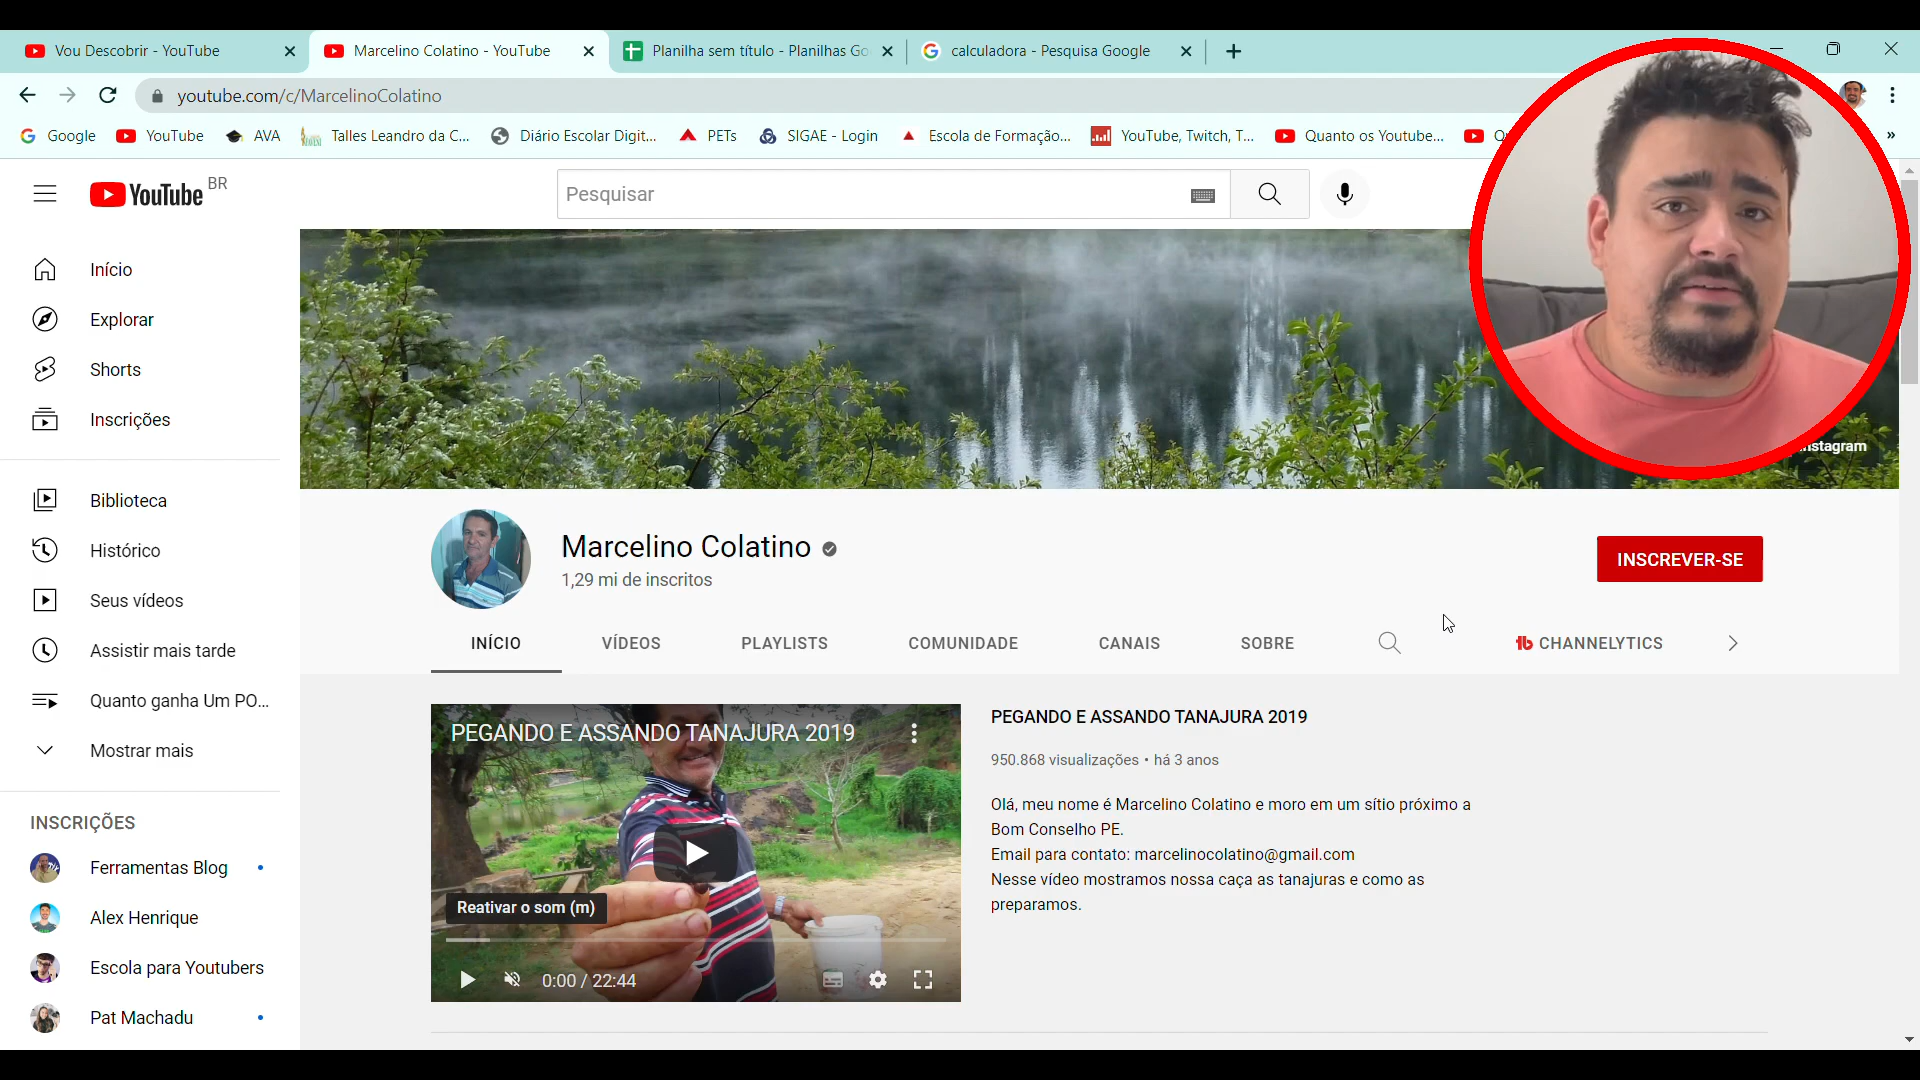 Vou Descobrir - YouTube
Marcelino Colatino - YouTube
Planilha sem título - Planilhas Go
calculadora - Pesquisa Google
youtube.com/c/MarcelinoColatino
Google
YouTube
AVA
Talles Leandro da C...
Diário Escolar Digit...
PETs
SIGAE - Login
Escola de Formação...
YouTube, Twitch, T...
Quanto os Youtube...
YouTube BR
Pesquisar
Início
Explorar
Shorts
Inscrições
Biblioteca
Histórico
Seus vídeos
Assistir mais tarde
Quanto ganha Um PO...
Mostrar mais
INSCRIÇÕES
Ferramentas Blog
Alex Henrique
Escola para Youtubers
Pat Machadu
nstagram
Marcelino Colatino
1,29 mi de inscritos
INSCREVER-SE
INÍCIO
VÍDEOS
PLAYLISTS
COMUNIDADE
CANAIS
SOBRE
CHANNELYTICS
PEGANDO E ASSANDO TANAJURA 2019
Reativar o som (m)
0:00 / 22:44
PEGANDO E ASSANDO TANAJURA 2019
950.868 visualizações • há 3 anos
Olá, meu nome é Marcelino Colatino e moro em um sítio próximo a
Bom Conselho PE.
Email para contato: marcelinocolatino@gmail.com
Nesse vídeo mostramos nossa caça as tanajuras e como as
preparamos.